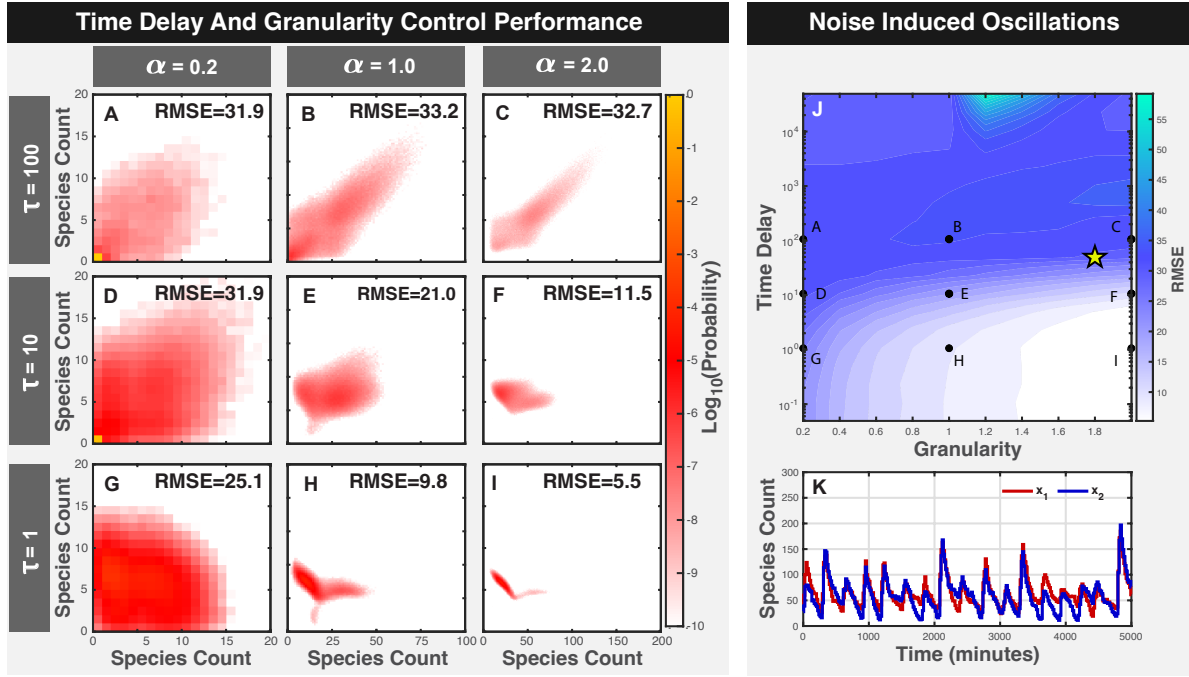 Time Delay And Granularity Control Performance
Noise Induced Oscillations
α = 0.2
α = 1.0
α = 2.0
τ = 100
Species Count
20
15
10
5
0
A
RMSE=31.9
B
RMSE=33.2
C
RMSE=32.7
τ = 10
Species Count
20
15
10
5
0
D
RMSE=31.9
E
RMSE=21.0
F
RMSE=11.5
τ = 1
Species Count
20
15
10
5
0
G
RMSE=25.1
H
RMSE=9.8
I
RMSE=5.5
0 10 20
0 25 50 75 100
0 50 100 150 200
Species Count
Species Count
Species Count
0
-1
-2
-3
-4
-5
-6
-7
-8
-9
-10
Log10(Probability)
J
Time Delay
10^4
10^3
10^2
10^1
10^0
10^-1
A
B
C
D
E
F
G
H
I
0.2 0.4 0.6 0.8 1 1.2 1.4 1.6 1.8
Granularity
55
50
45
40
35
30
25
20
15
10
RMSE
K
x1 x2
Species Count
300
250
200
150
100
50
0
0 1000 2000 3000 4000 5000
Time (minutes)